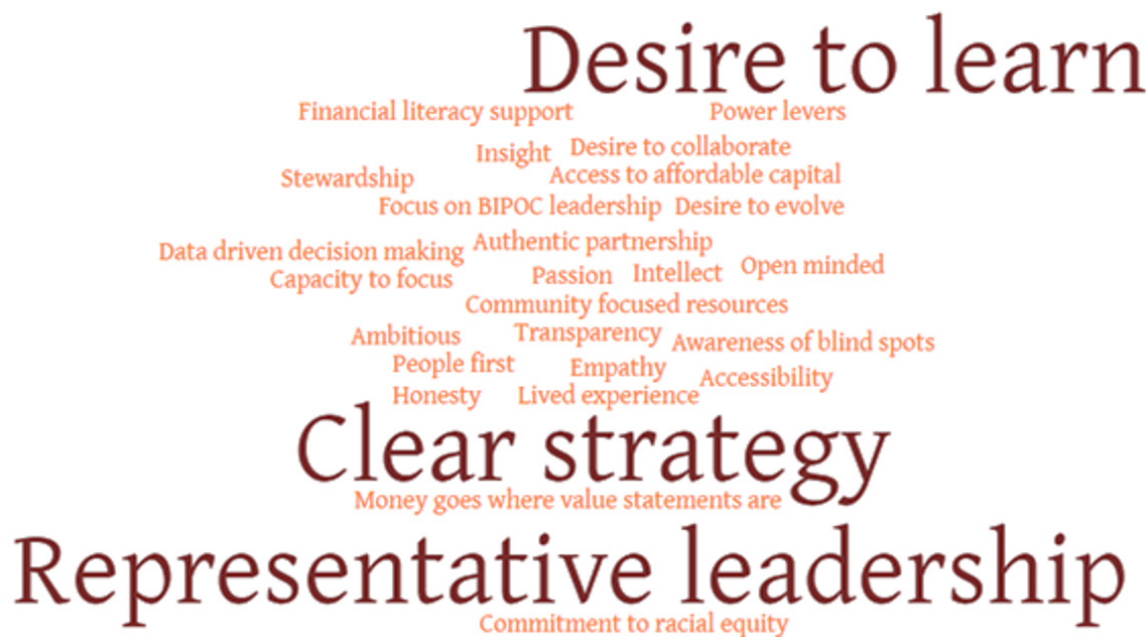 Desire to learn
Financial literacy support
Power levers
Insight
Desire to collaborate
Stewardship
Access to affordable capital
Focus on BIPOC leadership
Desire to evolve
Data driven decision making
Authentic partnership
Capacity to focus
Passion
Intellect
Open minded
Community focused resources
Ambitious
Transparency
Awareness of blind spots
People first
Empathy
Accessibility
Honesty
Lived experience
Clear strategy
Money goes where value statements are
Representative leadership
Commitment to racial equity